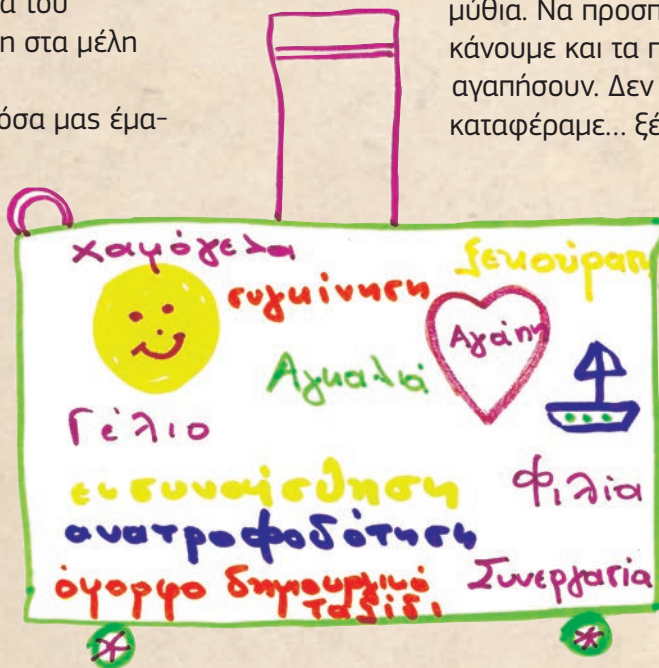 α του
η στα μέλη
όσα μας έμα-
μύθια. Να προσπ
κάνουμε και τα π
αγαπήσουν. Δεν
καταφέραμε... ξέ
χαμόγελα
ξεκούραση
συγκίνηση
Αγάπη
Αγκαλιά
Γέλιο
ενσυναίσθηση
Φιλία
ανατροφοδότηση
όμορφο δημιουργικό
ταξίδι
Συνεργασία